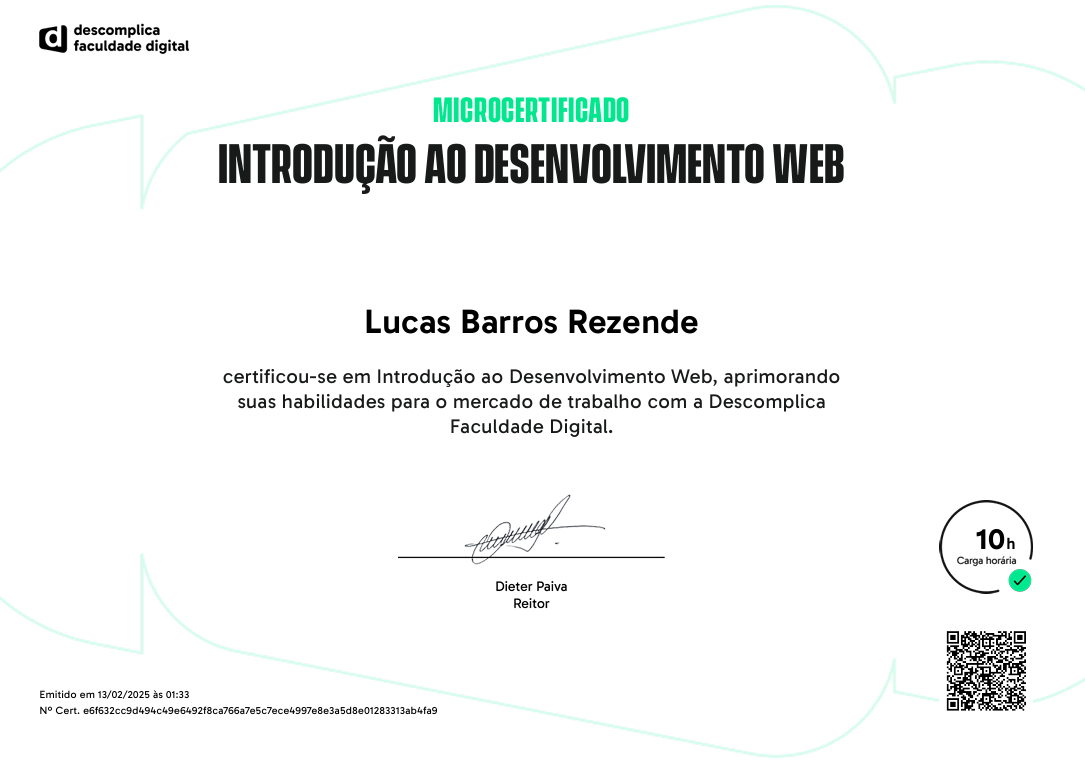 descomplica
faculdade digital
MICROCERTIFICADO
INTRODUÇÃO AO DESENVOLVIMENTO WEB
Lucas Barros Rezende
certificou-se em Introdução ao Desenvolvimento Web, aprimorando
suas habilidades para o mercado de trabalho com a Descomplica
Faculdade Digital.
Dieter Paiva
Reitor
10h
Carga horária
Emitido em 13/02/2025 às 01:33
Nº Cert. e6f632cc9d494c49e6492f8ca766a7e5c7ece4997e8e3a5d8e01283313ab4fa9